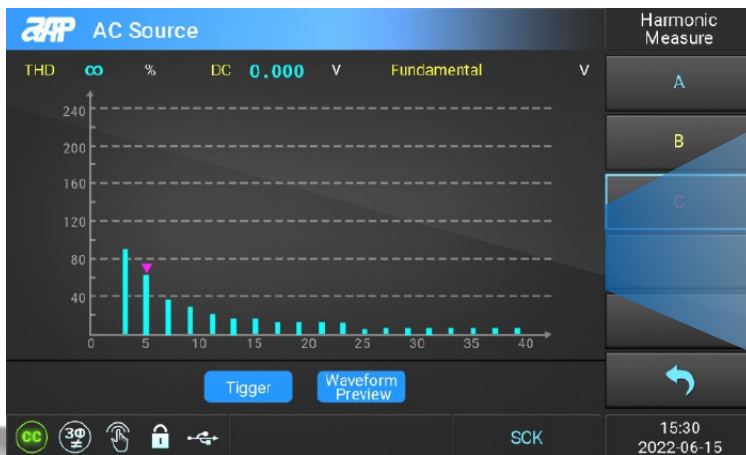 AC Source
Harmonic
Measure
THD ∞ % DC 0.000 V Fundamental V
A
B
C
240
200
160
120
80
40
0 5 10 15 20 25 30 35 40
Tigger
Waveform
Preview
CC 3Φ
SCK
15:30
2022-06-15